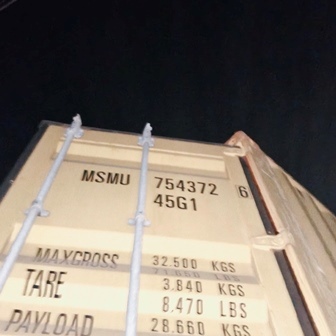 MSMU 754372 6
45G1
MAXGROSS 32.500 KGS
LBS
TARE 3.840 KGS
8.470 LBS
PAYLOAD 28.660 KGS